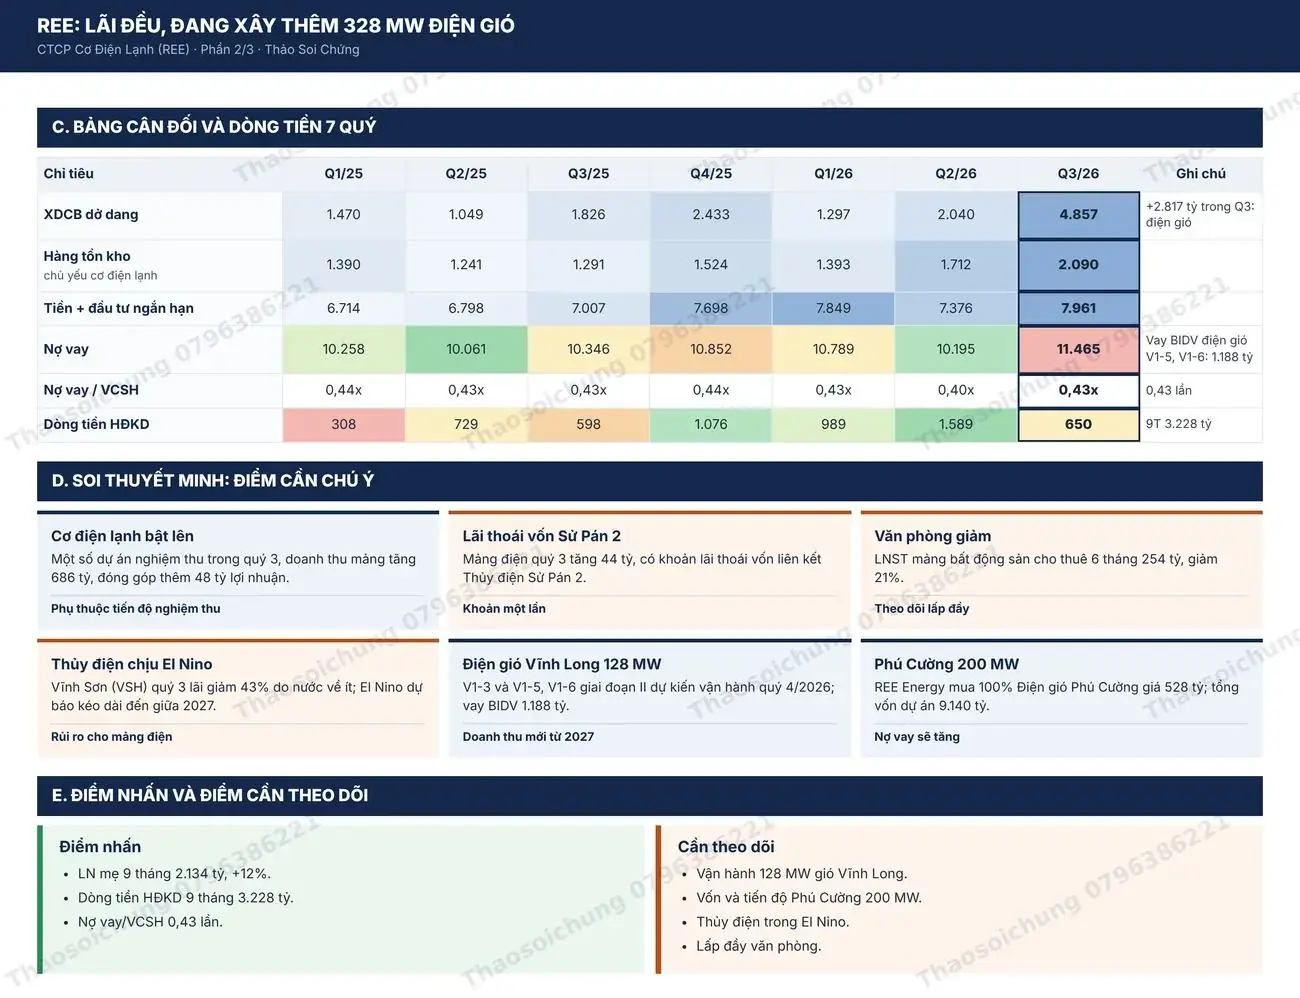 REE: LÃI ĐỀU, ĐANG XÂY THÊM 328 MW ĐIỆN GIÓ
CTCP Cơ Điện Lạnh (REE) · Phần 2/3 · Thảo Soi Chứng
C. BẢNG CÂN ĐỐI VÀ DÒNG TIỀN 7 QUÝ
Chỉ tiêu Q1/25 Q2/25 Q3/25 Q4/25 Q1/26 Q2/26 Q3/26 Ghi chú
XDCB dở dang 1.470 1.049 1.826 2.433 1.297 2.040 4.857 +2.817 tỷ trong Q3:
điện gió
Hàng tồn kho 1.390 1.241 1.291 1.524 1.393 1.712 2.090
chủ yếu cơ điện lạnh
Tiền + đầu tư ngắn hạn 6.714 6.798 7.007 7.698 7.849 7.376 7.961
Nợ vay 10.258 10.061 10.346 10.852 10.789 10.195 11.465 Vay BIDV điện gió
V1-5, V1-6: 1.188 tỷ
Nợ vay / VCSH 0,44x 0,43x 0,43x 0,44x 0,43x 0,40x 0,43x 0,43 lần
Dòng tiền HĐKD 308 729 598 1.076 989 1.589 650 9T 3.228 tỷ
D. SOI THUYẾT MINH: ĐIỂM CẦN CHÚ Ý
Cơ điện lạnh bật lên
Một số dự án nghiệm thu trong quý 3, doanh thu mảng tăng
686 tỷ, đóng góp thêm 48 tỷ lợi nhuận.
Phụ thuộc tiến độ nghiệm thu
Lãi thoái vốn Sử Pán 2
Mảng điện quý 3 tăng 44 tỷ, có khoản lãi thoái vốn liên kết
Thủy điện Sử Pán 2.
Khoản một lần
Văn phòng giảm
LNST mảng bất động sản cho thuê 6 tháng 254 tỷ, giảm
21%.
Theo dõi lấp đầy
Thủy điện chịu El Nino
Vĩnh Sơn (VSH) quý 3 lãi giảm 43% do nước về ít; El Nino dự
báo kéo dài đến giữa 2027.
Rủi ro cho mảng điện
Điện gió Vĩnh Long 128 MW
V1-3 và V1-5, V1-6 giai đoạn II dự kiến vận hành quý 4/2026;
vay BIDV 1.188 tỷ.
Doanh thu mới từ 2027
Phú Cường 200 MW
REE Energy mua 100% Điện gió Phú Cường giá 528 tỷ; tổng
vốn dự án 9.140 tỷ.
Nợ vay sẽ tăng
E. ĐIỂM NHẤN VÀ ĐIỂM CẦN THEO DÕI
Điểm nhấn
• LN mẹ 9 tháng 2.134 tỷ, +12%.
• Dòng tiền HĐKD 9 tháng 3.228 tỷ.
• Nợ vay/VCSH 0,43 lần.
Cần theo dõi
• Vận hành 128 MW gió Vĩnh Long.
• Vốn và tiến độ Phú Cường 200 MW.
• Thủy điện trong El Nino.
• Lấp đầy văn phòng.
Thaosoichung 0796386221